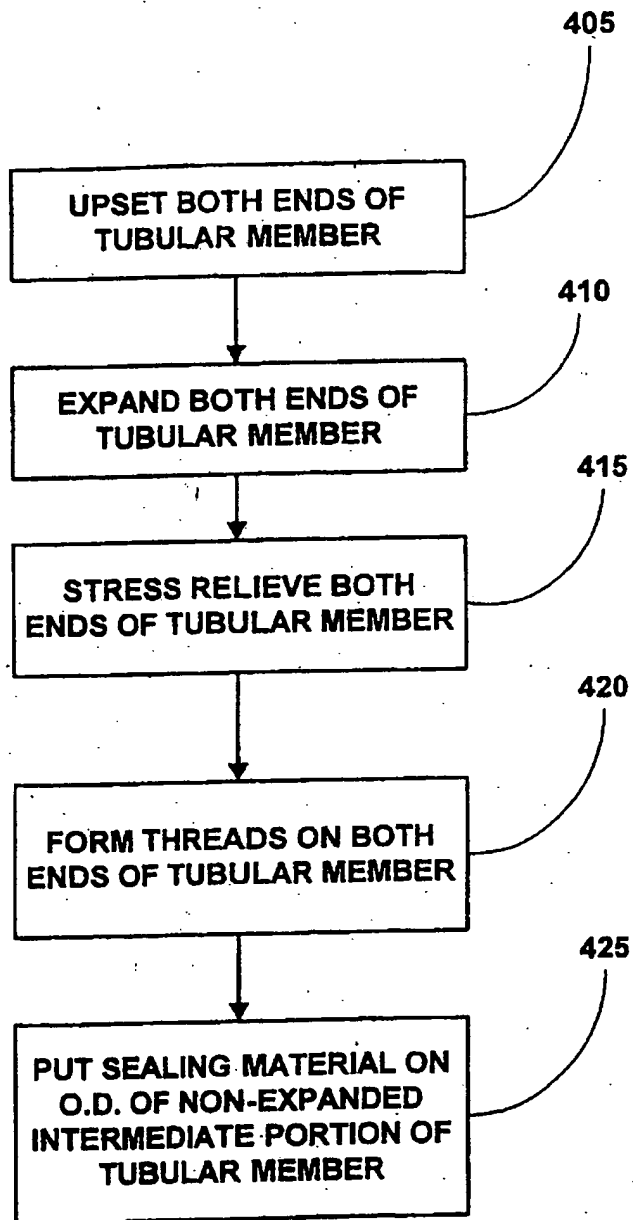 405
UPSET BOTH ENDS OF
TUBULAR MEMBER
410
EXPAND BOTH ENDS OF
TUBULAR MEMBER
415
STRESS RELIEVE BOTH
ENDS OF TUBULAR MEMBER
420
FORM THREADS ON BOTH
ENDS OF TUBULAR MEMBER
425
PUT SEALING MATERIAL ON
O.D. OF NON-EXPANDED
INTERMEDIATE PORTION OF
TUBULAR MEMBER